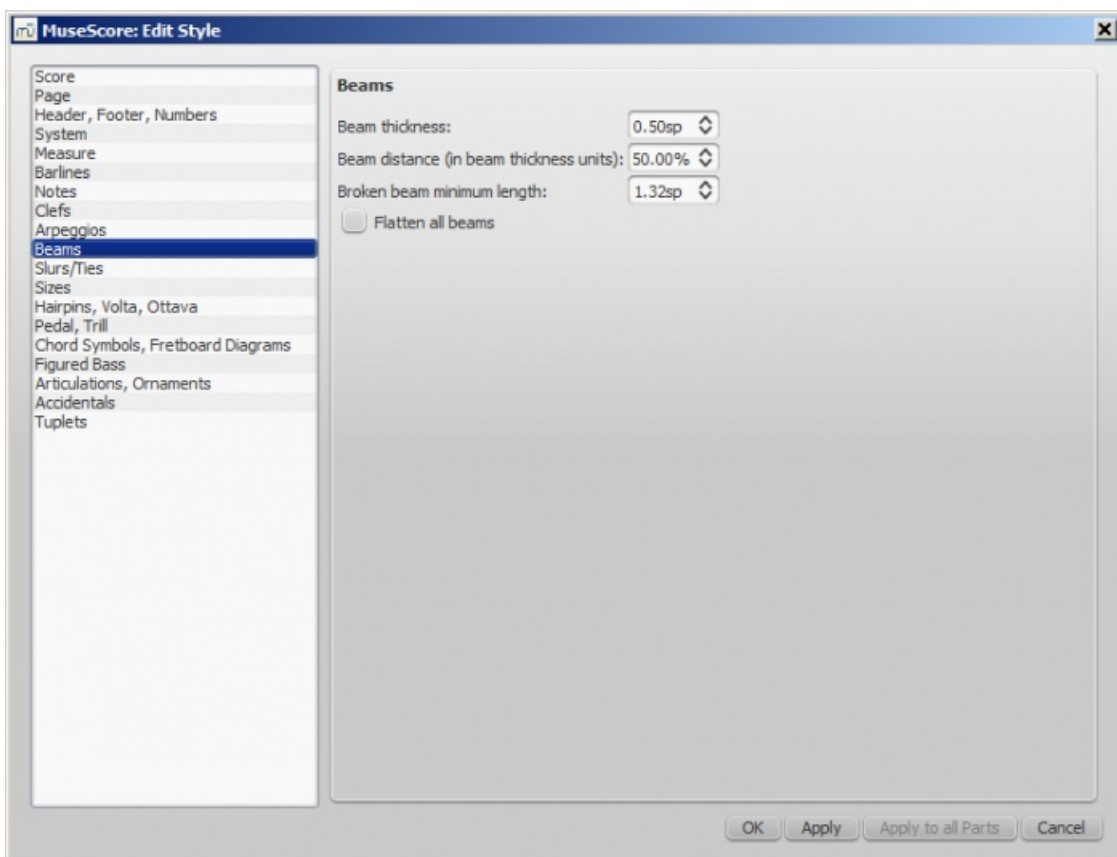 MuseScore: Edit Style
Score
Page
Header, Footer, Numbers
System
Measure
Barlines
Notes
Clefs
Arpeggios
Beams
Slurs/Ties
Sizes
Hairpins, Volta, Ottava
Pedal, Trill
Chord Symbols, Fretboard Diagrams
Figured Bass
Articulations, Ornaments
Accidentals
Tuplets
Beams
Beam thickness: 0.50sp
Beam distance (in beam thickness units): 50.00%
Broken beam minimum length: 1.32sp
Flatten all beams
OK Apply Apply to all Parts Cancel